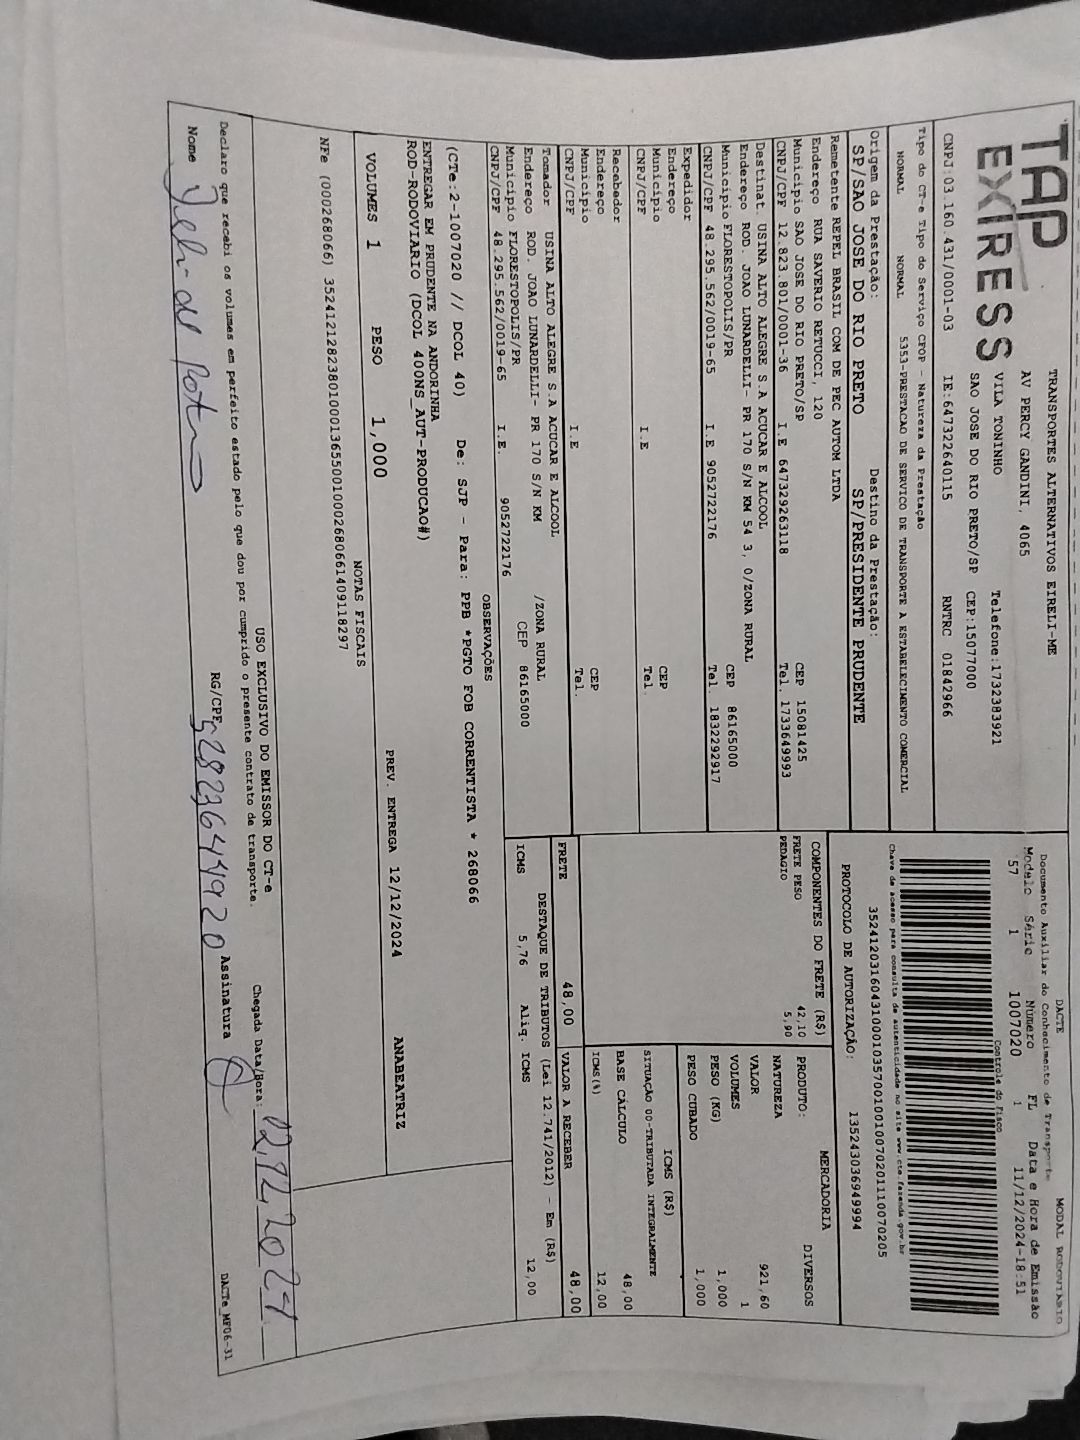 TAP
EXPRESS
TRANSPORTES ALTERNATIVOS EIRELI-ME
AV PERCY GANDINI, 4065
VILA TONINHO Telefone:1732383921
SAO JOSE DO RIO PRETO/SP CEP:15077000
CNPJ:03.160.431/0001-03 IE:647322640115 RNTRC 01842966
DACTE MODAL RODOVIARIO
Documento Auxiliar do Conhecimento de Transporte
Modelo Série Número FL Data e Hora de Emissão
57 1 1007020 1 11/12/2024-18:51
Controle do Fisco
Chave de acesso para consulta de autenticidade no site www.cte.fazenda.gov.br
35241203160431000103570010010070201110070205
PROTOCOLO DE AUTORIZAÇÃO: 135243036949994
Tipo do CT-e Tipo do Serviço CFOP - Natureza da Prestação
NORMAL NORMAL 5353-PRESTACAO DE SERVICO DE TRANSPORTE A ESTABELECIMENTO COMERCIAL
Origem da Prestação: Destino da Prestação:
SP/SAO JOSE DO RIO PRETO SP/PRESIDENTE PRUDENTE
Remetente REPEL BRASIL COM DE PEC AUTOM LTDA
Endereço RUA SAVERIO RETUCCI, 120
Municipio SAO JOSE DO RIO PRETO/SP CEP 15081425
CNPJ/CPF 12.823.801/0001-36 I.E 647329263118 Tel. 1733649993
Destinat. USINA ALTO ALEGRE S.A ACUCAR E ALCOOL
Endereço ROD. JOAO LUNARDELLI- PR 170 S/N KM 54 3, 0/ZONA RURAL
Municipio FLORESTOPOLIS/PR CEP 86165000
CNPJ/CPF 48.295.562/0019-65 I.E 9052722176 Tel. 1832292917
Expedidor
Endereço
Municipio CEP
CNPJ/CPF I.E Tel.
Recebedor
Endereço
Municipio CEP
CNPJ/CPF I.E Tel.
Tomador USINA ALTO ALEGRE S.A ACUCAR E ALCOOL
Endereço ROD. JOAO LUNARDELLI- PR 170 S/N KM /ZONA RURAL
Municipio FLORESTOPOLIS/PR CEP 86165000
CNPJ/CPF 48.295.562/0019-65 I.E. 9052722176
COMPONENTES DO FRETE (R$)
FRETE PESO 42,10
PEDAGIO 5,90
FRETE 48,00
MERCADORIA
PRODUTO: DIVERSOS
NATUREZA
VALOR 921,60
VOLUMES 1
PESO (KG) 1,000
PESO CUBADO 1,000
ICMS (R$)
SITUAÇÃO 00-TRIBUTADA INTEGRALMENTE
BASE CÁLCULO 48,00
ICMS(%) 12,00
VALOR A RECEBER 48,00
DESTAQUE DE TRIBUTOS (Lei 12.741/2012) - Em (R$)
ICMS 5,76 Aliq. ICMS 12,00
OBSERVAÇÕES
(CTe:2-1007020 // DCOL 40) De: SJP - Para: PPB *PGTO FOB CORRENTISTA * 268066
ENTREGAR EM PRUDENTE NA ANDORINHA
ROD-RODOVIARIO (DCOL 400NS_AUT-PRODUCAO#)
VOLUMES 1 PESO 1,000 PREV. ENTREGA 12/12/2024 ANABEATRIZ
NOTAS FISCAIS
NFe (000268066) 35241212823801000136550010002680661409118297
USO EXCLUSIVO DO EMISSOR DO CT-e
Declaro que recebi os volumes em perfeito estado pelo que dou por cumprido o presente contrato de transporte. Chegada Data/Hora: 12.12.2024
Nome RG/CPF Assinatura
DACTe_MF06-31